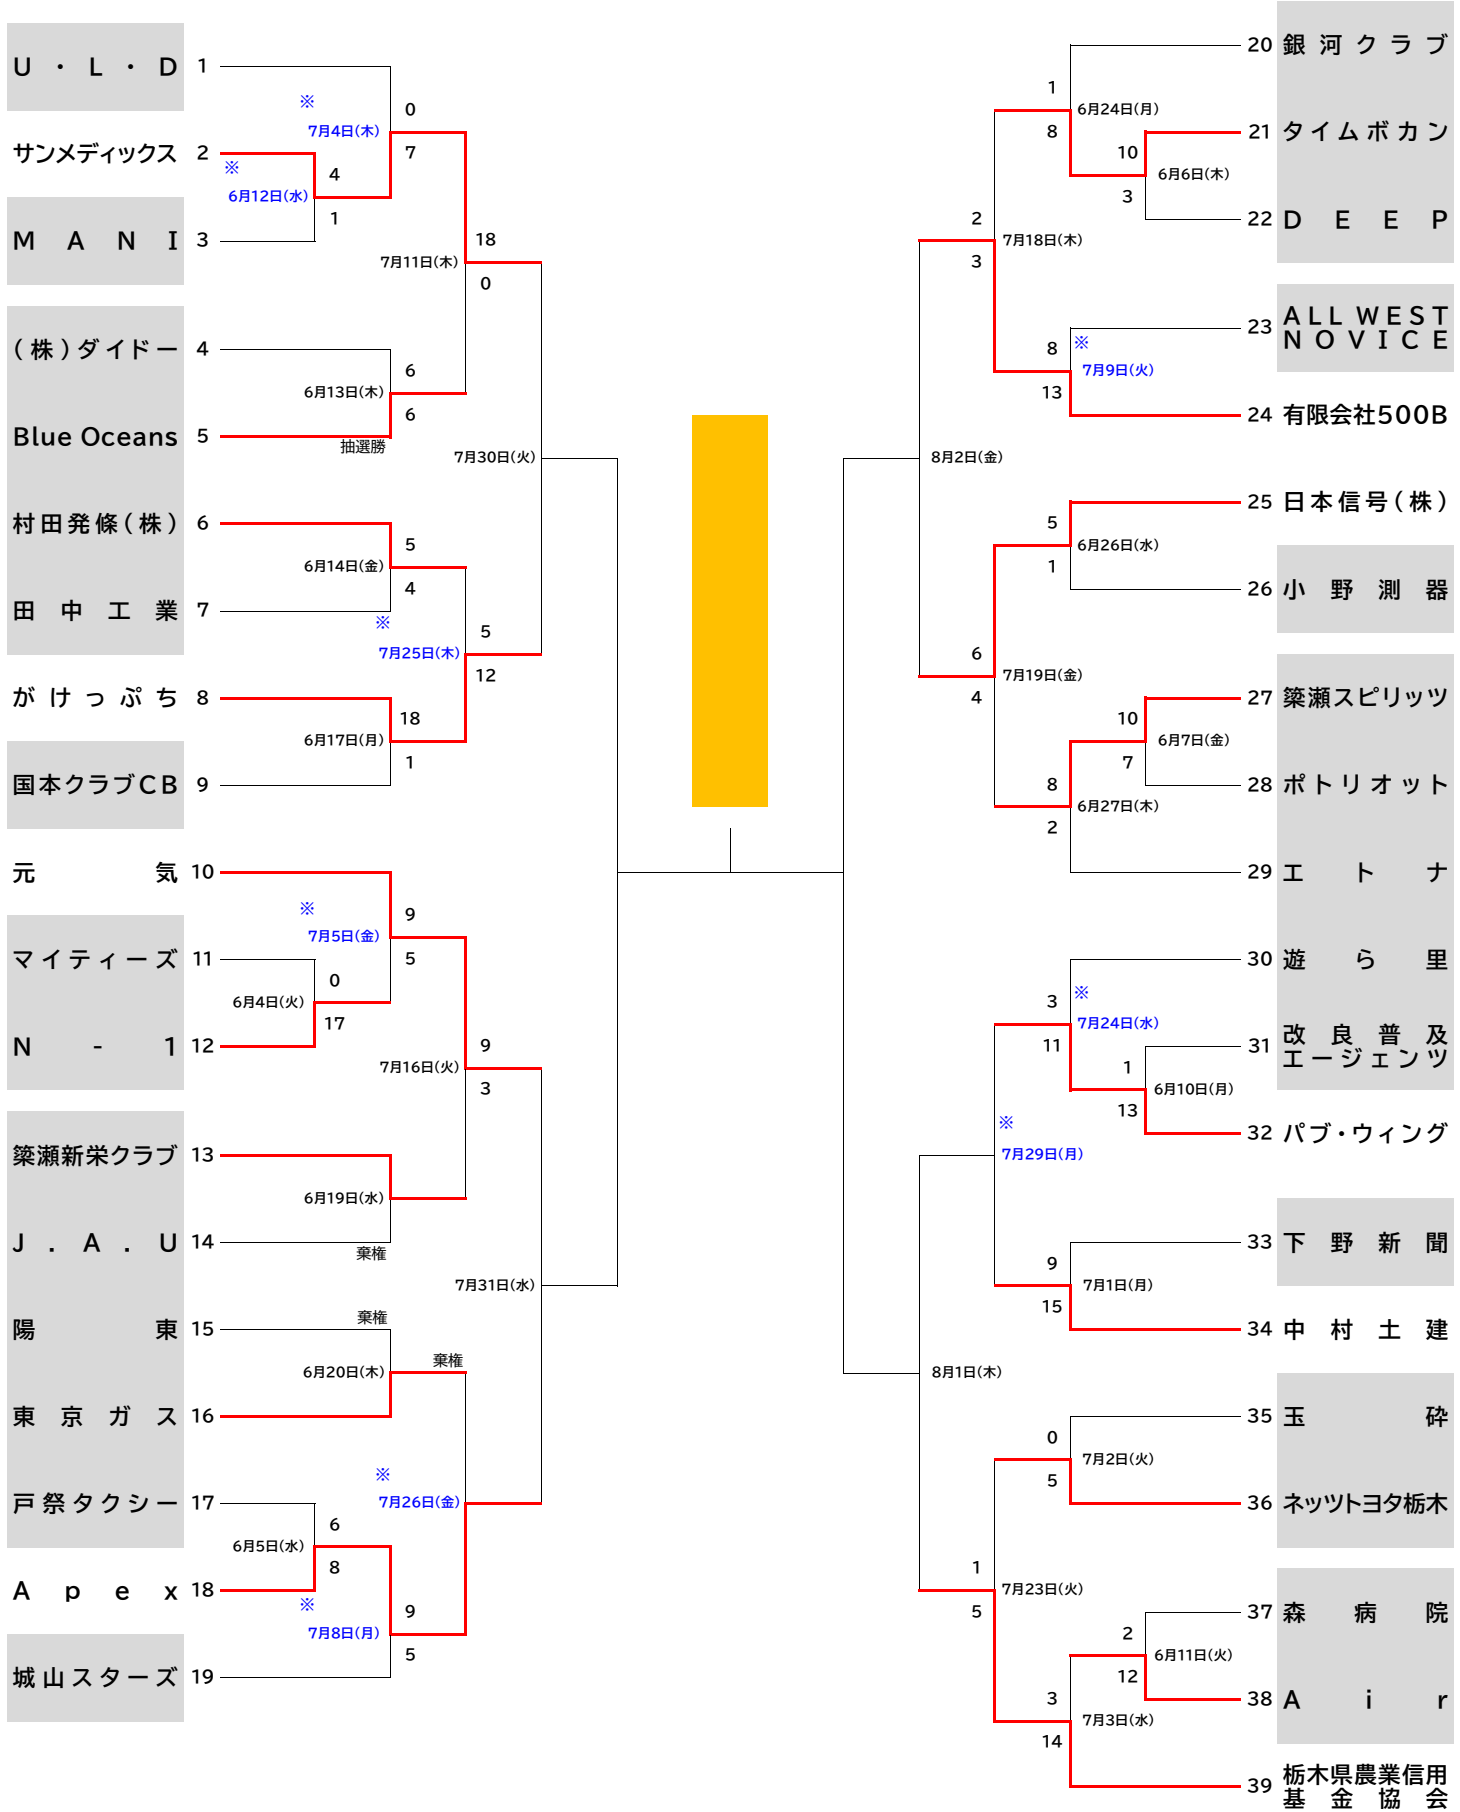 U・L・D 1
0
※
7月4日(木)
7
サンメディックス 2
※
6月12日(水)
4
1
MANI 3
18
7月11日(木)
0
(株)ダイドー 4
6
6月13日(木)
6
Blue Oceans 5
抽選勝
7月30日(火)
村田発條(株) 6
5
6月14日(金)
4
田中工業 7
※
7月25日(木)
5
12
がけっぷち 8
18
6月17日(月)
1
国本クラブCB 9
元気 10
※
7月5日(金)
9
5
マイティーズ 11
0
6月4日(火)
17
N-1 12
9
7月16日(火)
3
簗瀬新栄クラブ 13
6月19日(水)
J.A.U 14
棄権
7月31日(水)
陽東 15
棄権
6月20日(木)
棄権
東京ガス 16
※
7月26日(金)
戸祭タクシー 17
6
6月5日(水)
8
Apex 18
※
7月8日(月)
9
5
城山スターズ 19
20 銀河クラブ
1
6月24日(月)
8
21 タイムボカン
10
6月6日(木)
3
22 DEEP
2
7月18日(木)
3
23 ALL WEST
NOVICE
8
※
7月9日(火)
13
24 有限会社500B
8月2日(金)
25 日本信号(株)
5
6月26日(水)
1
26 小野測器
6
7月19日(金)
4
27 簗瀬スピリッツ
10
6月7日(金)
7
28 ポトリオット
8
6月27日(木)
2
29 エトナ
30 遊ら里
3
※
7月24日(水)
11
31 改良普及
エージェンツ
1
6月10日(月)
13
32 パブ・ウィング
※
7月29日(月)
33 下野新聞
9
7月1日(月)
15
34 中村土建
8月1日(木)
35 玉砕
0
7月2日(火)
5
36 ネッツトヨタ栃木
1
7月23日(火)
5
37 森病院
2
6月11日(火)
12
38 Air
3
7月3日(水)
14
39 栃木県農業信用
基金協会